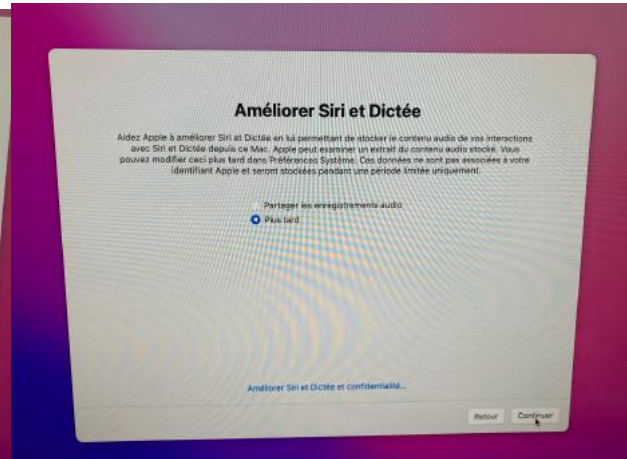 Améliorer Siri et Dictée
Aidez Apple à améliorer Siri et Dictée en lui permettant de stocker le contenu audio de vos interactions
avec Siri et Dictée depuis ce Mac. Apple peut examiner un extrait du contenu audio stocké. Vous
pouvez modifier ceci plus tard dans Préférences Système. Ces données ne sont pas associées à votre
identifiant Apple et seront stockées pendant une période limitée uniquement.
Partager les enregistrements audio
Plus tard
Améliorer Siri et Dictée et confidentialité...
Retour Continuer